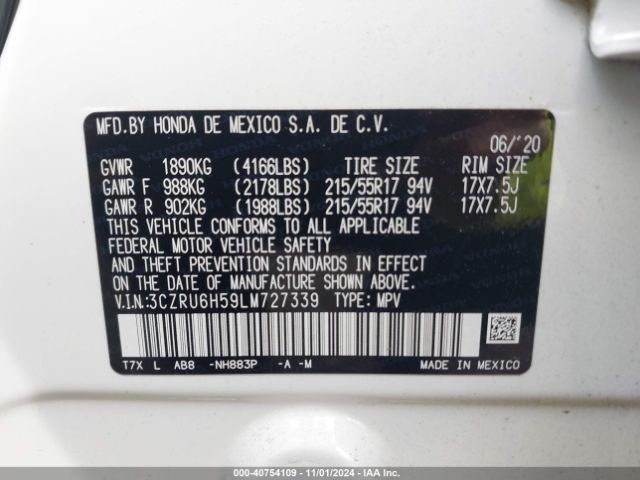 MFD.BY HONDA DE MEXICO S.A. DE C.V.
06/'20
GVWR 1890KG (4166LBS) TIRE SIZE RIM SIZE
GAWR F 988KG (2178LBS) 215/55R17 94V 17X7.5J
GAWR R 902KG (1988LBS) 215/55R17 94V 17X7.5J
THIS VEHICLE CONFORMS TO ALL APPLICABLE
FEDERAL MOTOR VEHICLE SAFETY
AND THEFT PREVENTION STANDARDS IN EFFECT
ON THE DATE OF MANUFACTURE SHOWN ABOVE.
V.I.N.:3CZRU6H59LM727339 TYPE: MPV
T7X L AB8 -NH883P -A -M MADE IN MEXICO
000-40754109 - 11/01/2024 - IAA Inc.